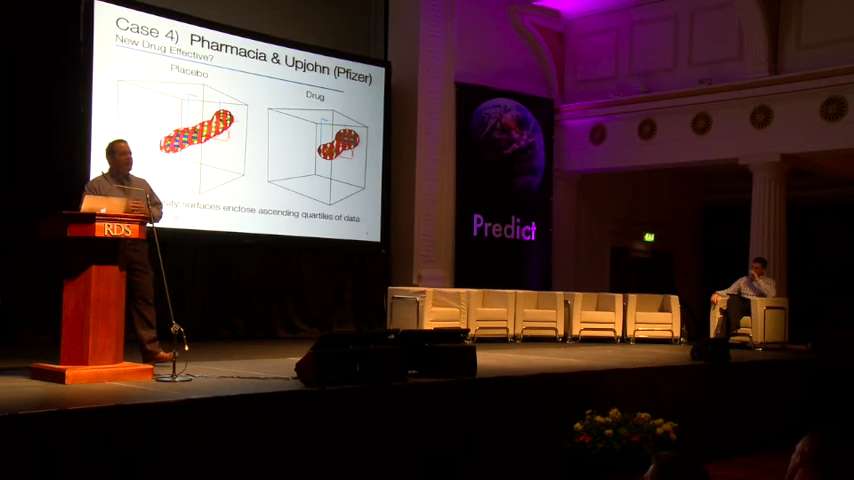 Case 4) Pharmacia & Upjohn (Pfizer)
New Drug Effective?
Placebo
Drug
surfaces enclose ascending quartiles of data
RDS
Predict